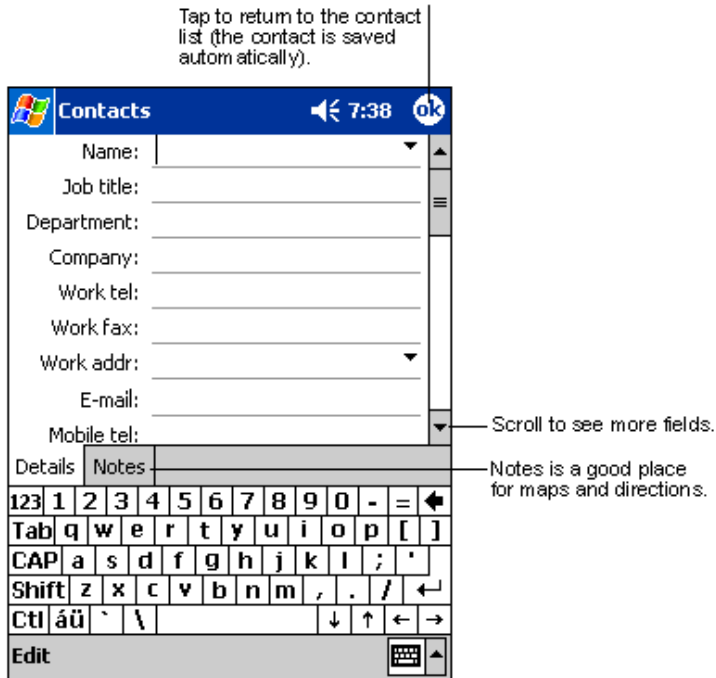 Tap to return to the contact
list (the contact is saved
automatically).
Contacts 7:38 ok
Name:
Job title:
Department:
Company:
Work tel:
Work fax:
Work addr:
E-mail:
Mobile tel:
Scroll to see more fields.
Details Notes
Notes is a good place
for maps and directions.
123 1 2 3 4 5 6 7 8 9 0 - =
Tab q w e r t y u i o p [ ]
CAP a s d f g h j k l ; '
Shift z x c v b n m , . /
Ctl áü ` \ ↓ ↑ ← →
Edit